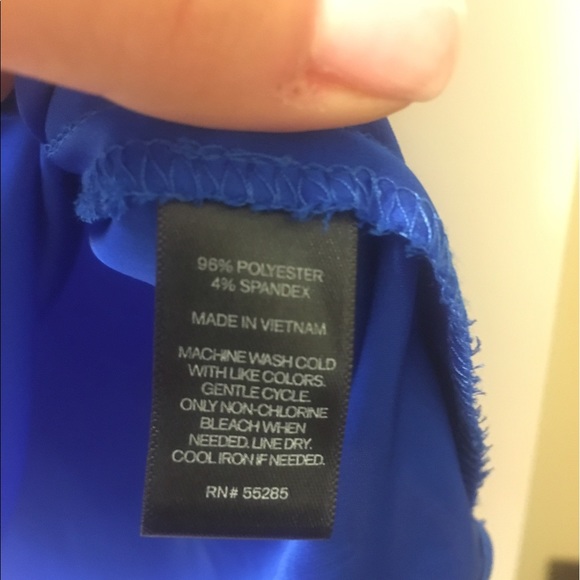 96% POLYESTER
4% SPANDEX
MADE IN VIETNAM
MACHINE WASH COLD
WITH LIKE COLORS.
GENTLE CYCLE.
ONLY NON-CHLORINE
BLEACH WHEN
NEEDED. LINE DRY.
COOL IRON IF NEEDED.
RN# 55285